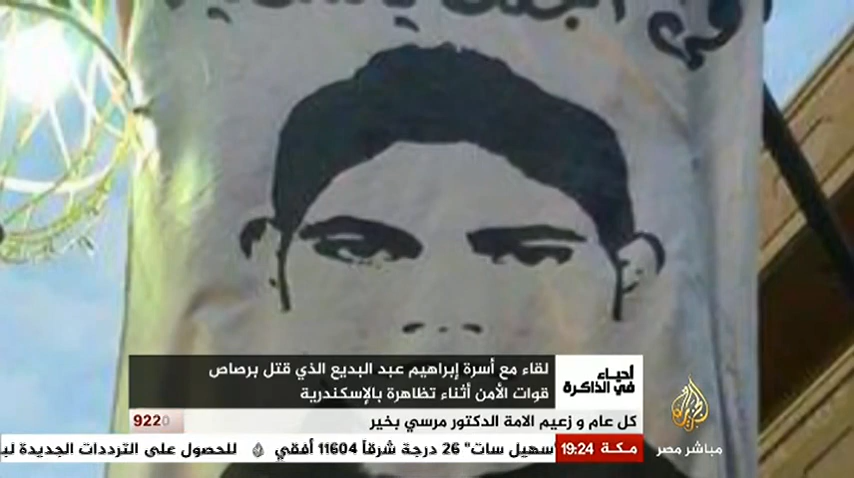 أحياء
في الذاكرة
لقاء مع أسرة إبراهيم عبد البديع الذي قتل برصاص
قوات الأمن أثناء تظاهرة بالإسكندرية
كل عام و زعيم الامة الدكتور مرسي بخير
9220
الجزيرة
مباشر مصر
مكة 19:24
سهيل سات" 26 درجة شرقاً 11604 أفقي
للحصول على الترددات الجديدة